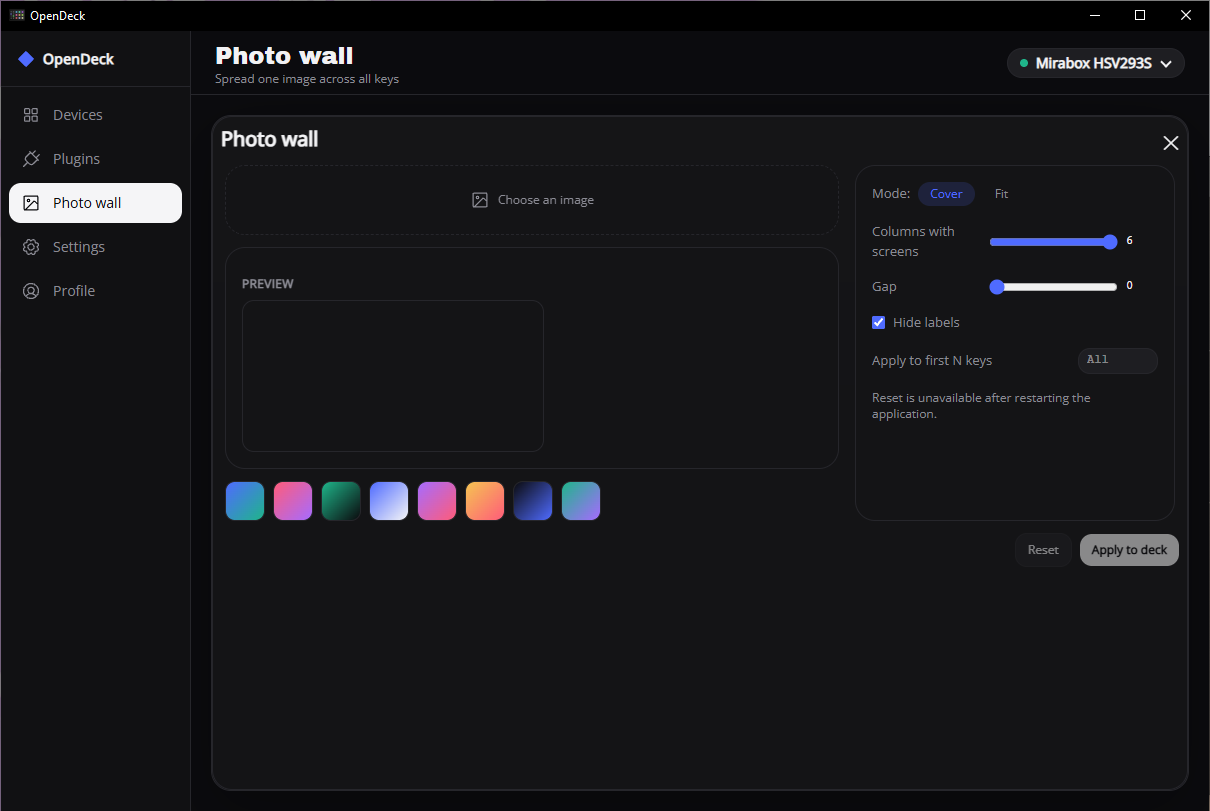 OpenDeck
OpenDeck
Devices
Plugins
Photo wall
Settings
Profile
Photo wall
Spread one image across all keys
Mirabox HSV293S
Photo wall
Choose an image
PREVIEW
Mode: Cover Fit
Columns with
screens
6
Gap 0
Hide labels
Apply to first N keys All
Reset is unavailable after restarting the
application.
Reset Apply to deck